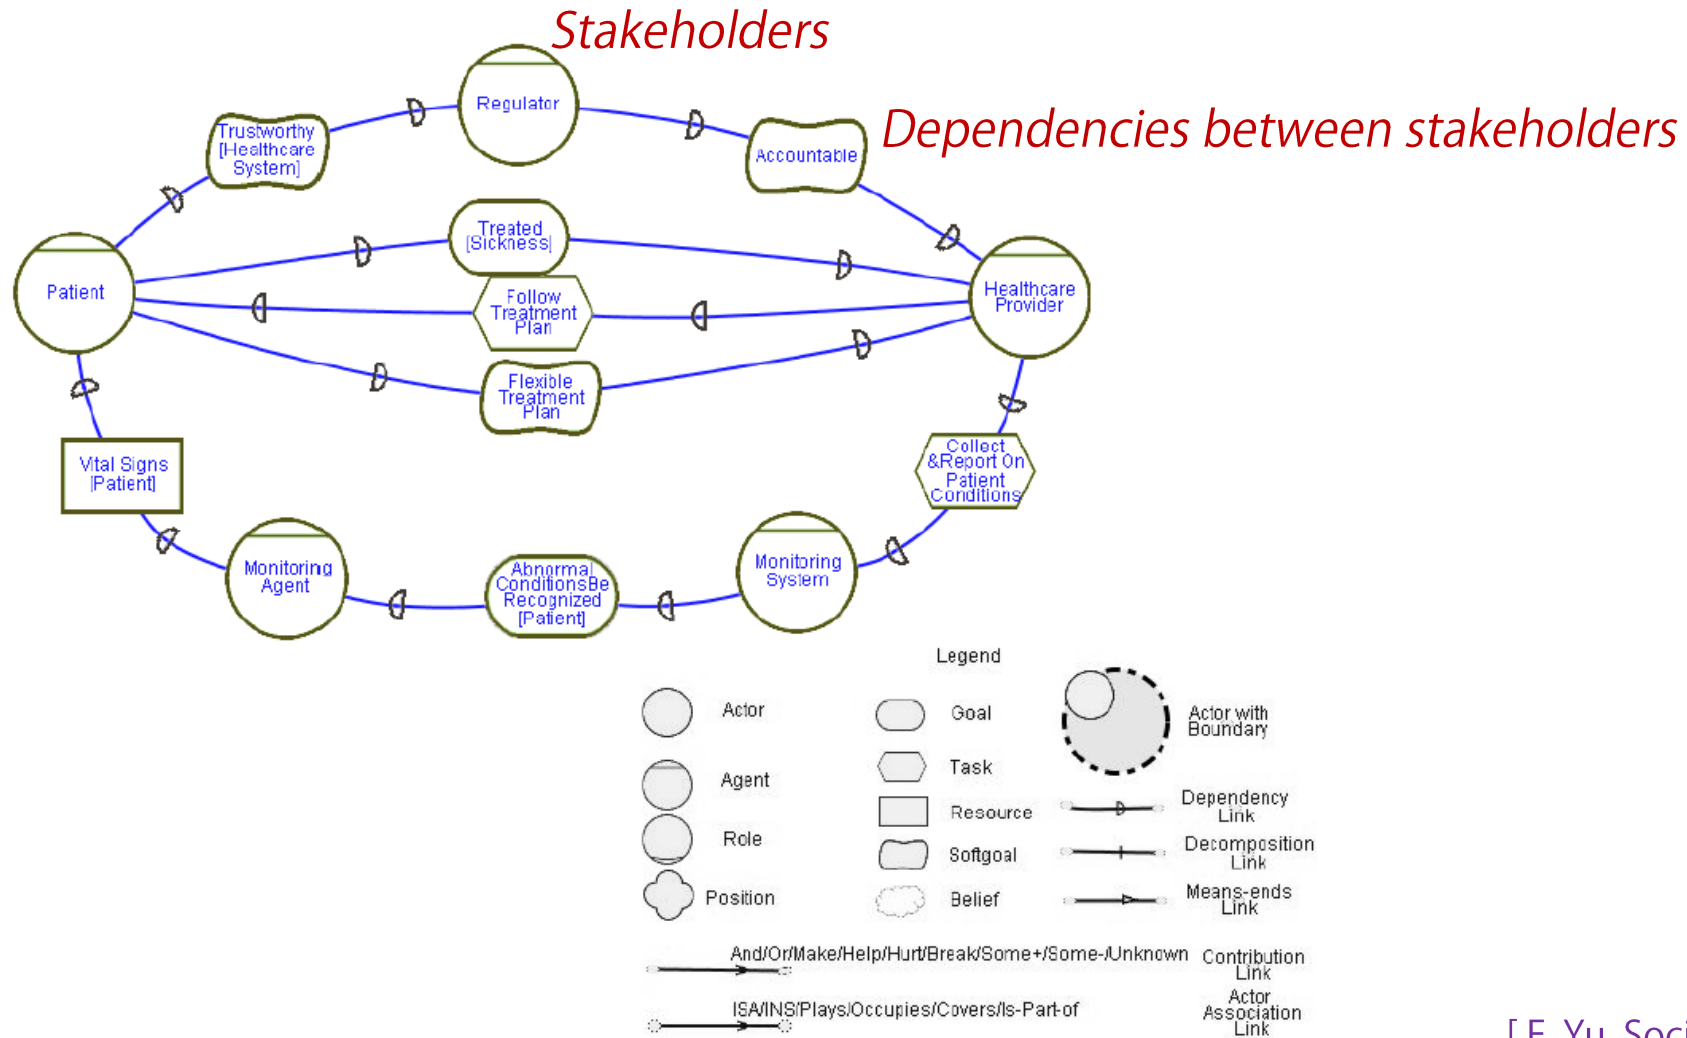 Stakeholders
Regulator
Dependencies between stakeholders
Trustworthy
[Healthcare
System]
Accountable
Treated
[Sickness]
Patient
Follow
Treatment
Plan
Healthcare
Provider
Flexible
Treatment
Plan
Vital Signs
[Patient]
Collect
&Report On
Patient
Conditions
Monitoring
Agent
Abnormal
ConditionsBe
Recognized
[Patient]
Monitoring
System
Legend
Actor
Goal
Actor with
Boundary
Agent
Task
Resource
Dependency
Link
Role
Softgoal
Decomposition
Link
Position
Belief
Means-ends
Link
And/Or/Make/Help/Hurt/Break/Some+/Some-/Unknown
Contribution
Link
ISA/INS/Plays/Occupies/Covers/Is-Part-of
Actor
Association
Link
[ E. Yu, Soci